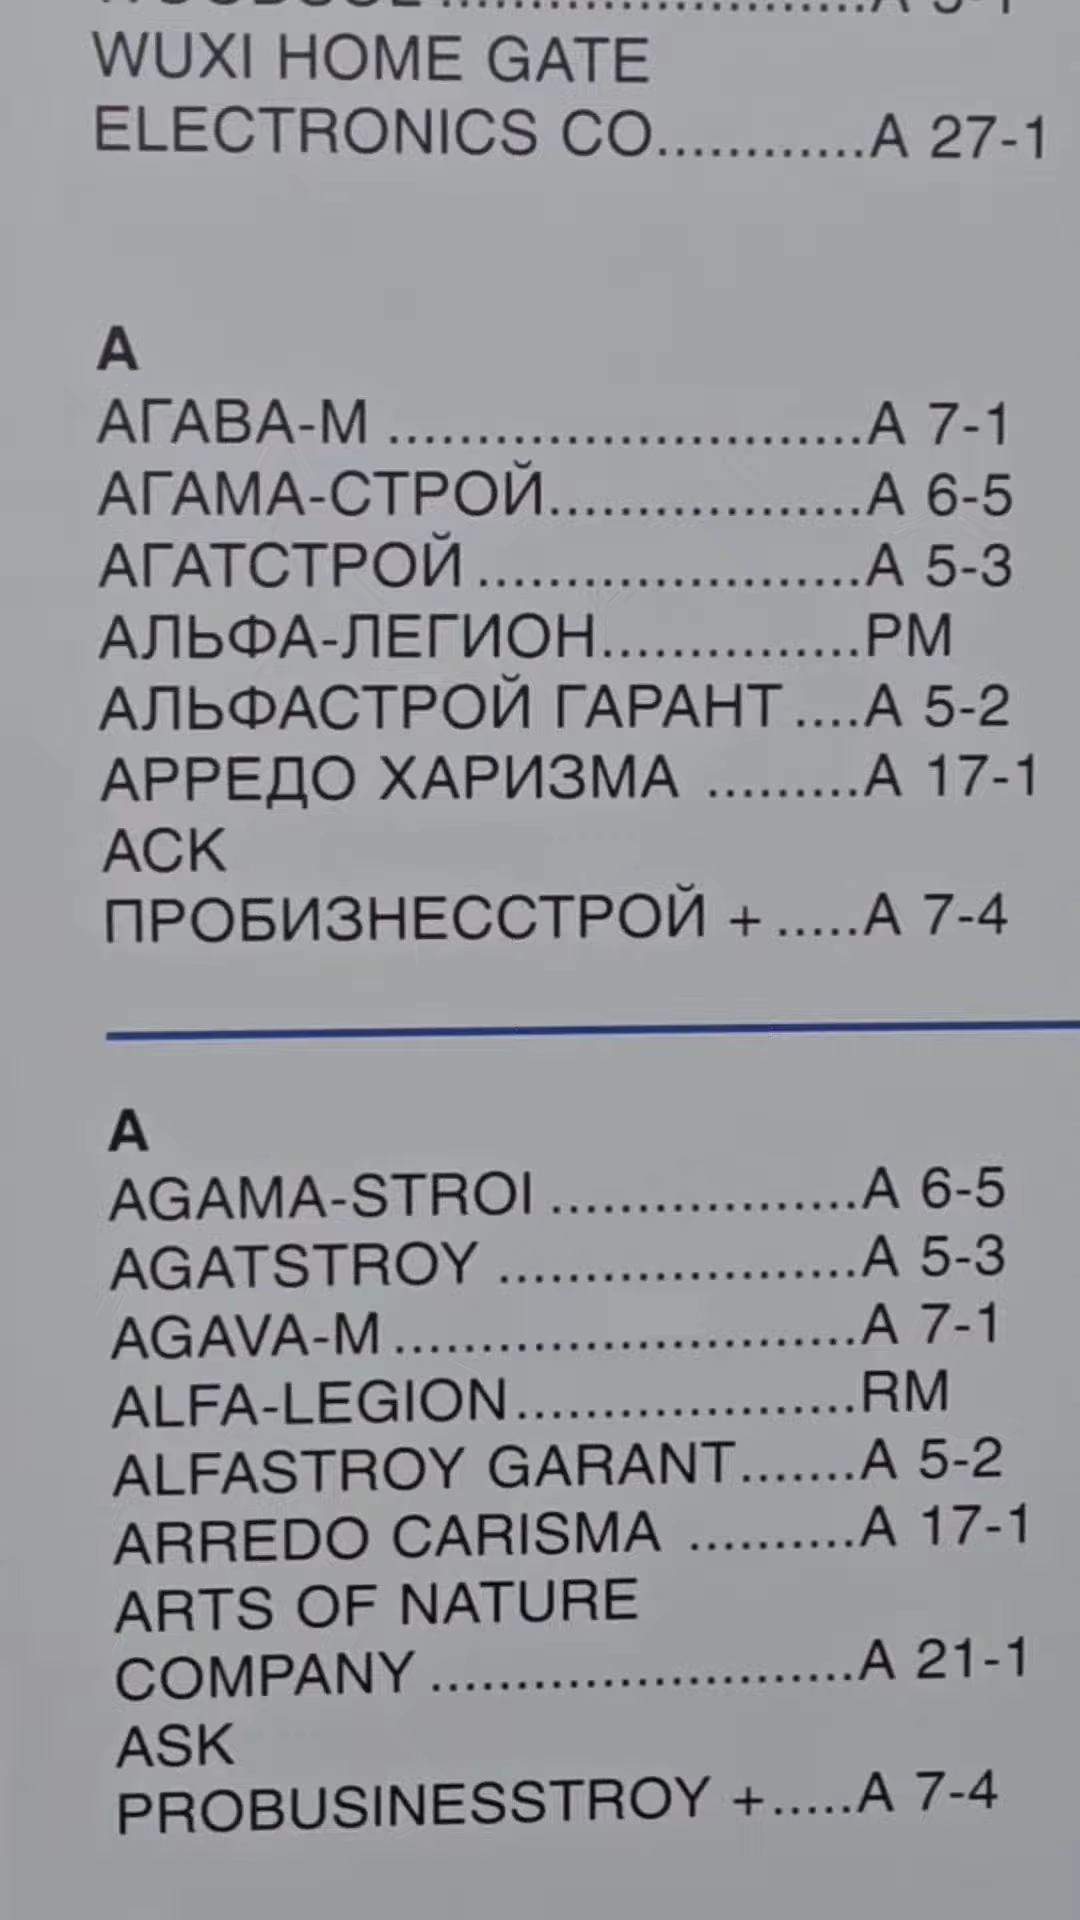 WUXI HOME GATE
ELECTRONICS CO............A 27-1
А
АГАВА-М ...........................А 7-1
АГАМА-СТРОЙ..................А 6-5
АГАТСТРОЙ......................А 5-3
АЛЬФА-ЛЕГИОН...............РМ
АЛЬФАСТРОЙ ГАРАНТ ....А 5-2
АРРЕДО ХАРИЗМА .........А 17-1
АСК
ПРОБИЗНЕССТРОЙ + .....А 7-4
A
AGAMA-STROI ..................A 6-5
AGATSTROY .....................A 5-3
AGAVA-M...........................A 7-1
ALFA-LEGION....................RM
ALFASTROY GARANT.......A 5-2
ARREDO CARISMA ..........A 17-1
ARTS OF NATURE
COMPANY .........................A 21-1
ASK
PROBUSINESSTROY +.....A 7-4